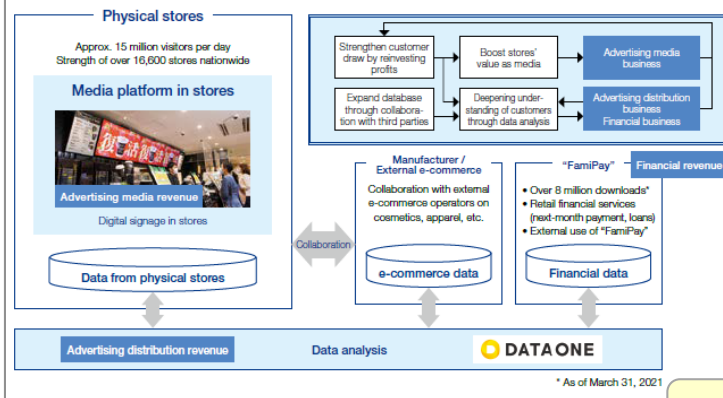 Physical stores
Approx. 15 million visitors per day
Strength of over 16,600 stores nationwide
Media platform in stores
Advertising media revenue
Digital signage in stores
Data from physical stores
Strengthen customer
draw by reinvesting
profits
Boost stores'
value as media
Advertising media
business
Expand database
through collabora-
tion with third parties
Deepening under-
standing of customers
through data analysis
Advertising distribution
business
Financial business
Collaboration
Manufacturer /
External e-commerce
Collaboration with external
e-commerce operators on
cosmetics, apparel, etc.
e-commerce data
“FamiPay”
Financial revenue
• Over 8 million downloads*
• Retail financial services
(next-month payment, loans)
• External use of “FamiPay”
Financial data
Advertising distribution revenue
Data analysis
DATAONE
* As of March 31, 2021